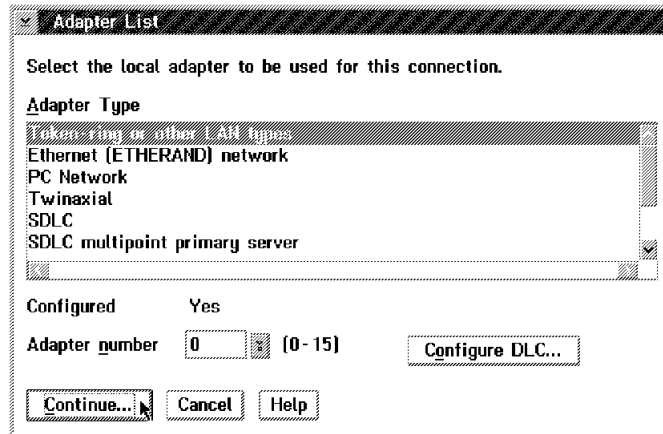 Adapter List
Select the local adapter to be used for this connection.
Adapter Type
Token-ring or other LAN types
Ethernet (ETHERAND) network
PC Network
Twinaxial
SDLC
SDLC multipoint primary server
Configured Yes
Adapter number 0 (0-15) Configure DLC...
Continue... Cancel Help